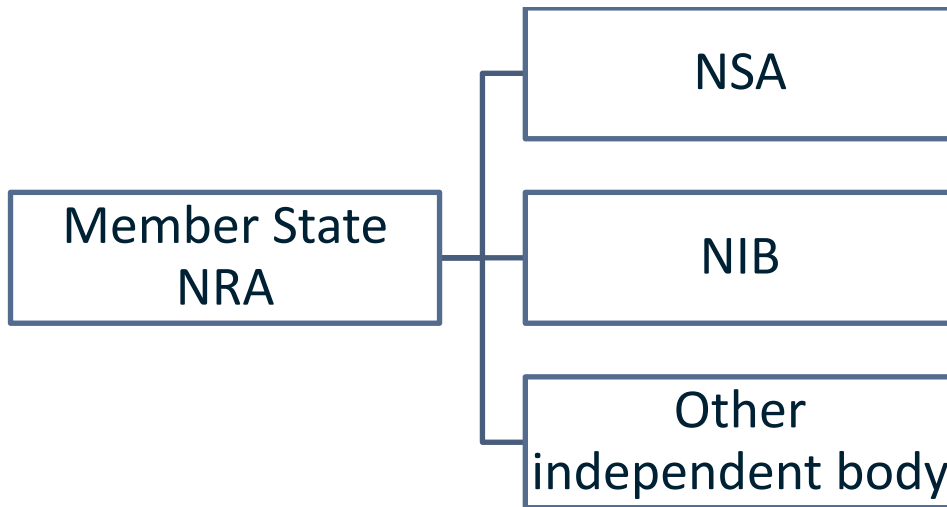 NSA
Member State
NRA
NIB
Other
independent body